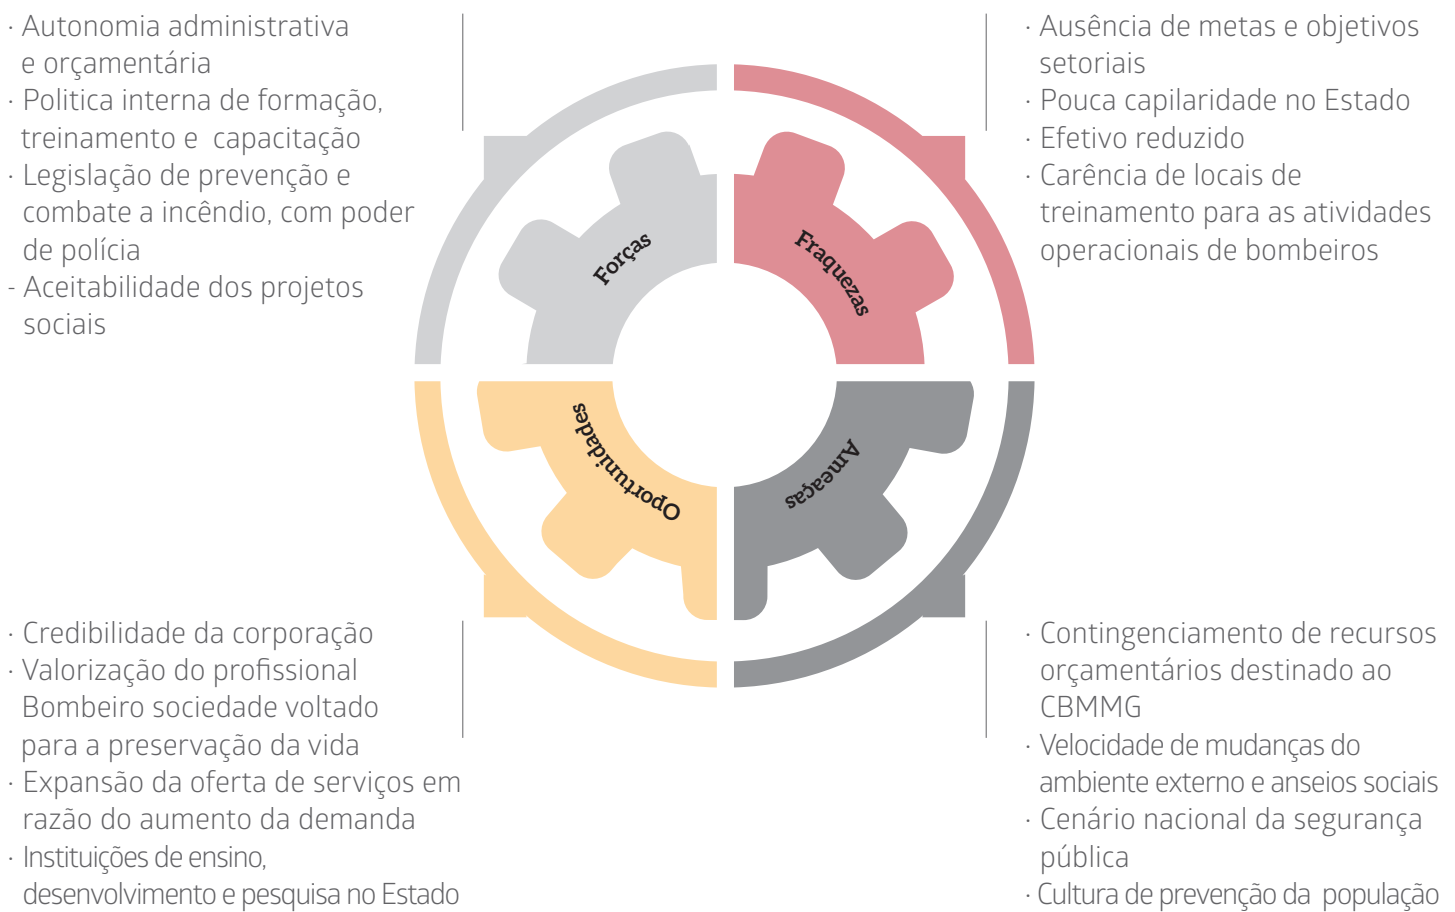 · Autonomia administrativa
e orçamentária
· Politica interna de formação,
treinamento e capacitação
· Legislação de prevenção e
combate a incêndio, com poder
de polícia
- Aceitabilidade dos projetos
sociais
· Ausência de metas e objetivos
setoriais
· Pouca capilaridade no Estado
· Efetivo reduzido
· Carência de locais de
treinamento para as atividades
operacionais de bombeiros
Forças
Fraquezas
Oportunidades
Ameaças
· Credibilidade da corporação
· Valorização do profissional
Bombeiro sociedade voltado
para a preservação da vida
· Expansão da oferta de serviços em
razão do aumento da demanda
· Instituições de ensino,
desenvolvimento e pesquisa no Estado
· Contingenciamento de recursos
orçamentários destinado ao
CBMMG
· Velocidade de mudanças do
ambiente externo e anseios sociais
· Cenário nacional da segurança
pública
· Cultura de prevenção da população